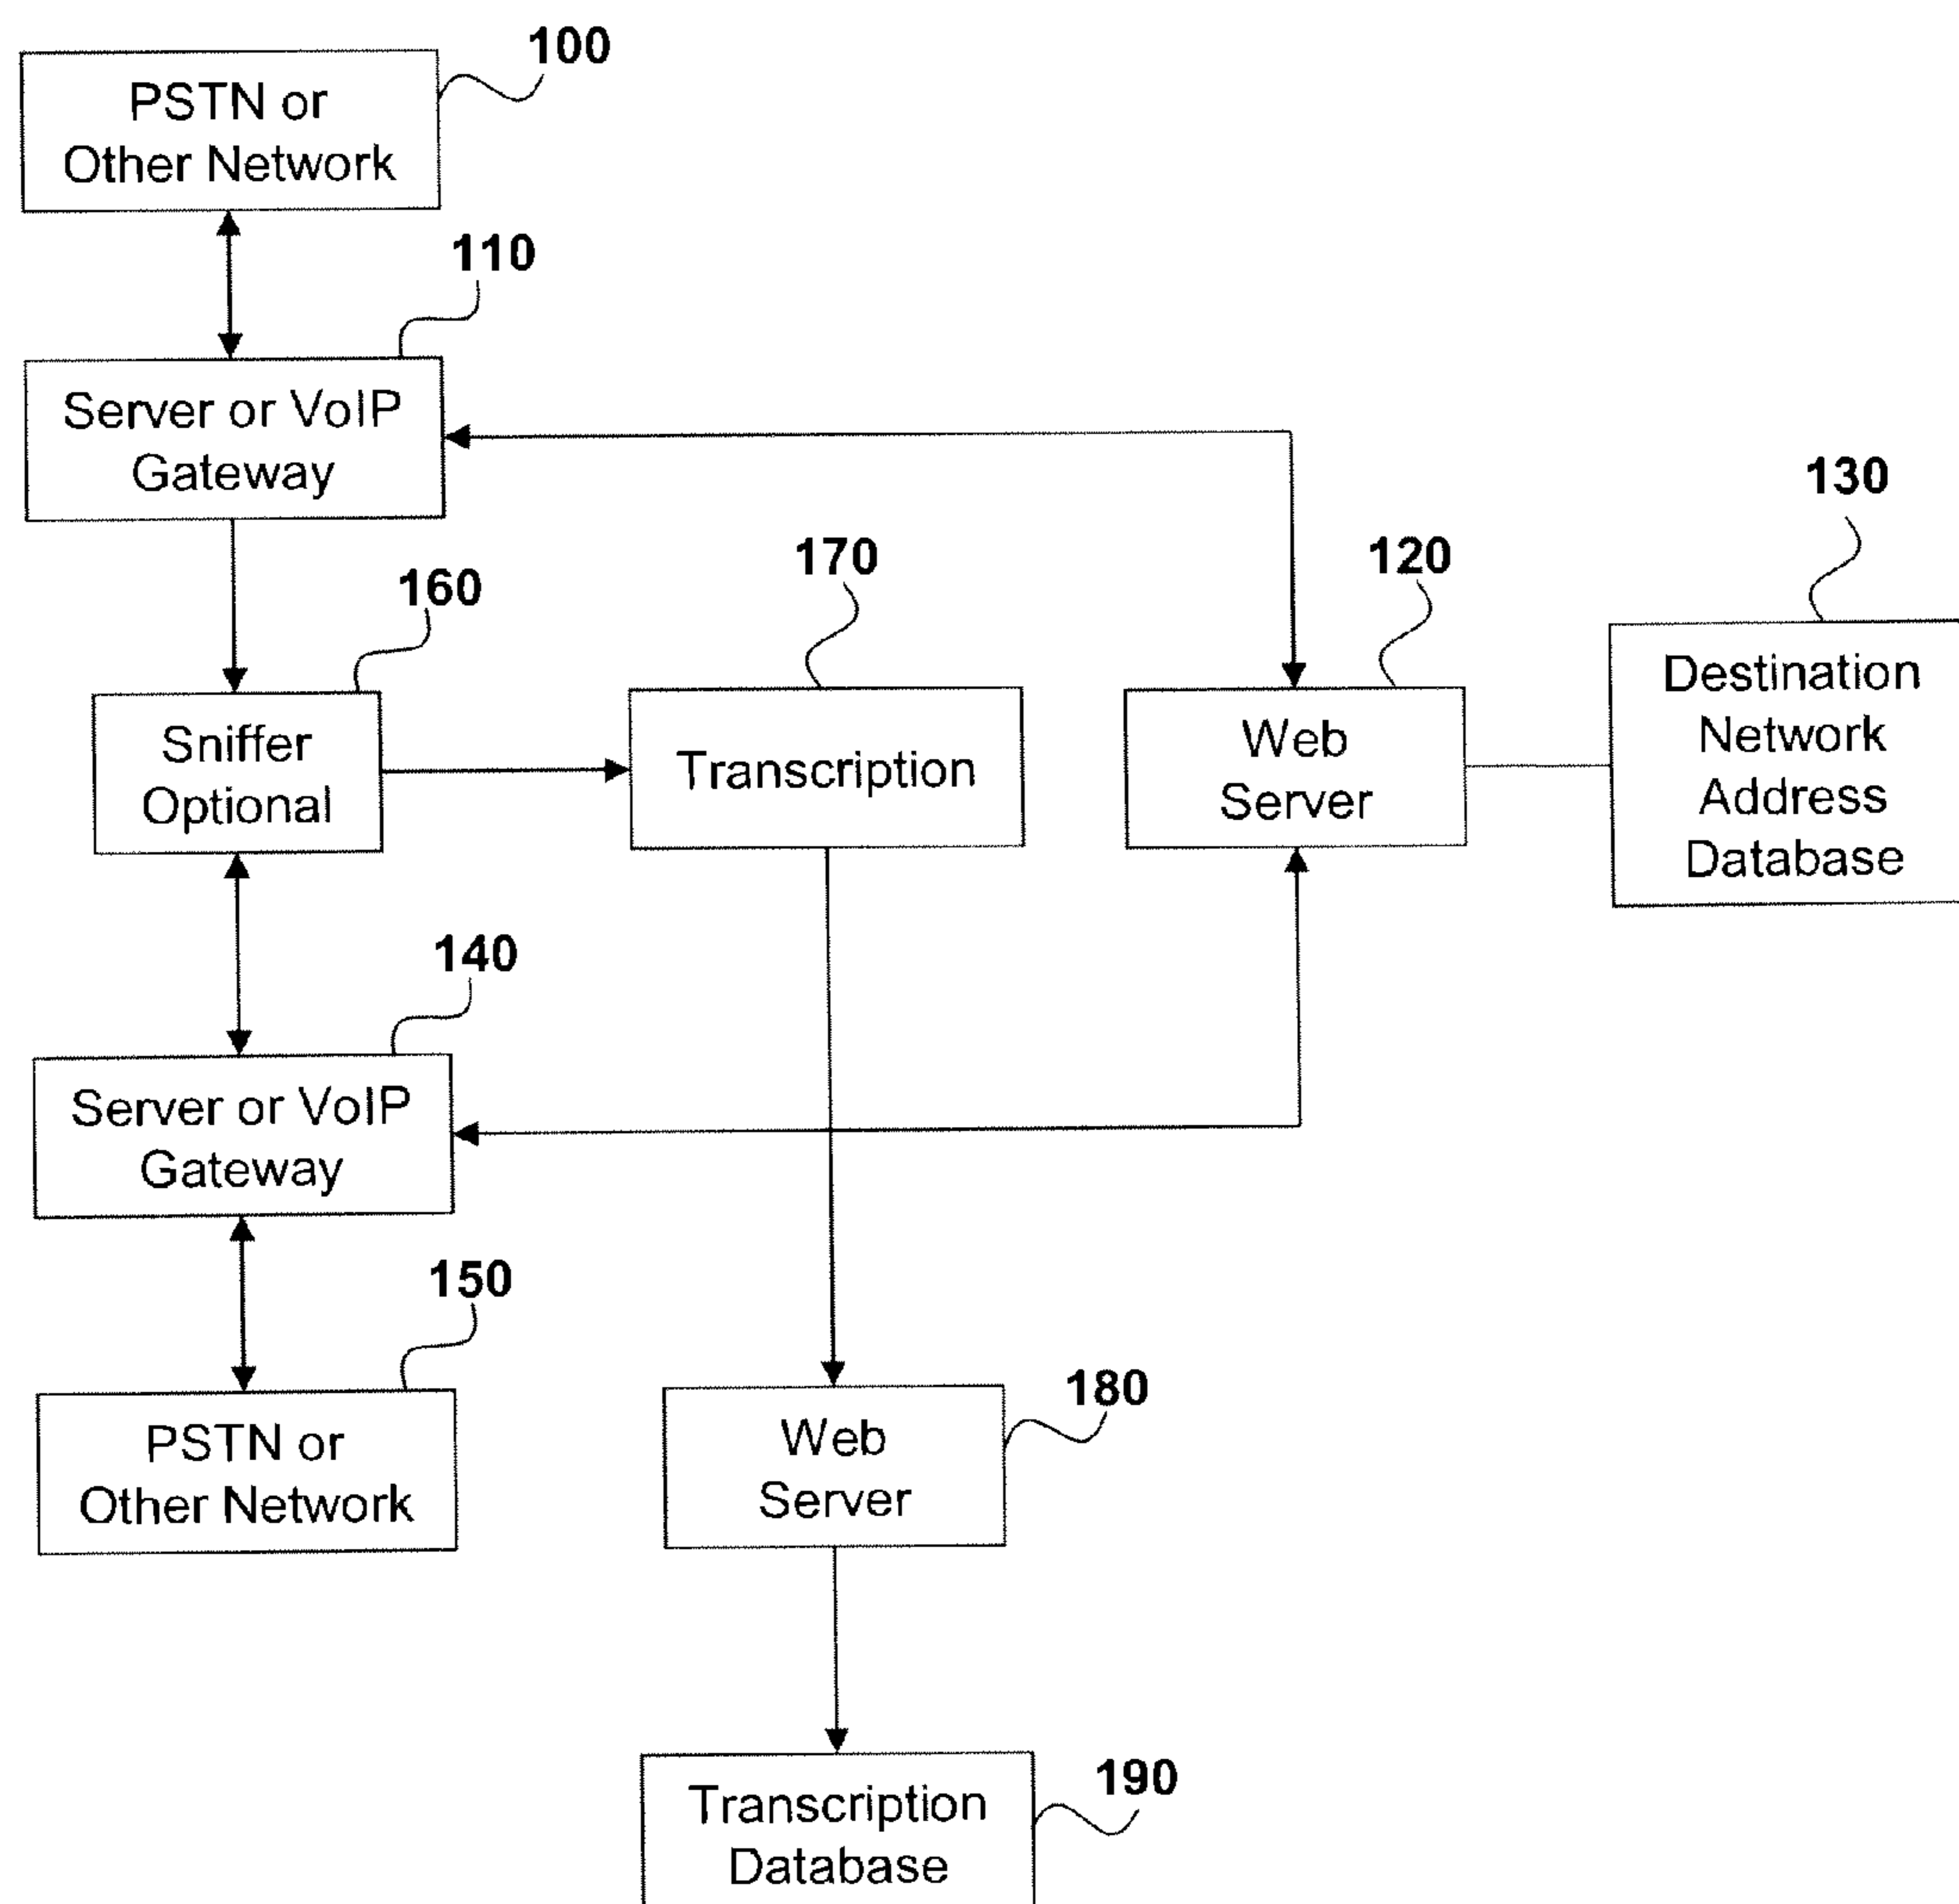 100
PSTN or
Other Network
110
Server or VoIP
Gateway
130
170
120
160
Destination
Network
Address
Database
Sniffer
Optional
Transcription
Web
Server
140
Server or VoIP
Gateway
150
PSTN or
Other Network
180
Web
Server
190
Transcription
Database